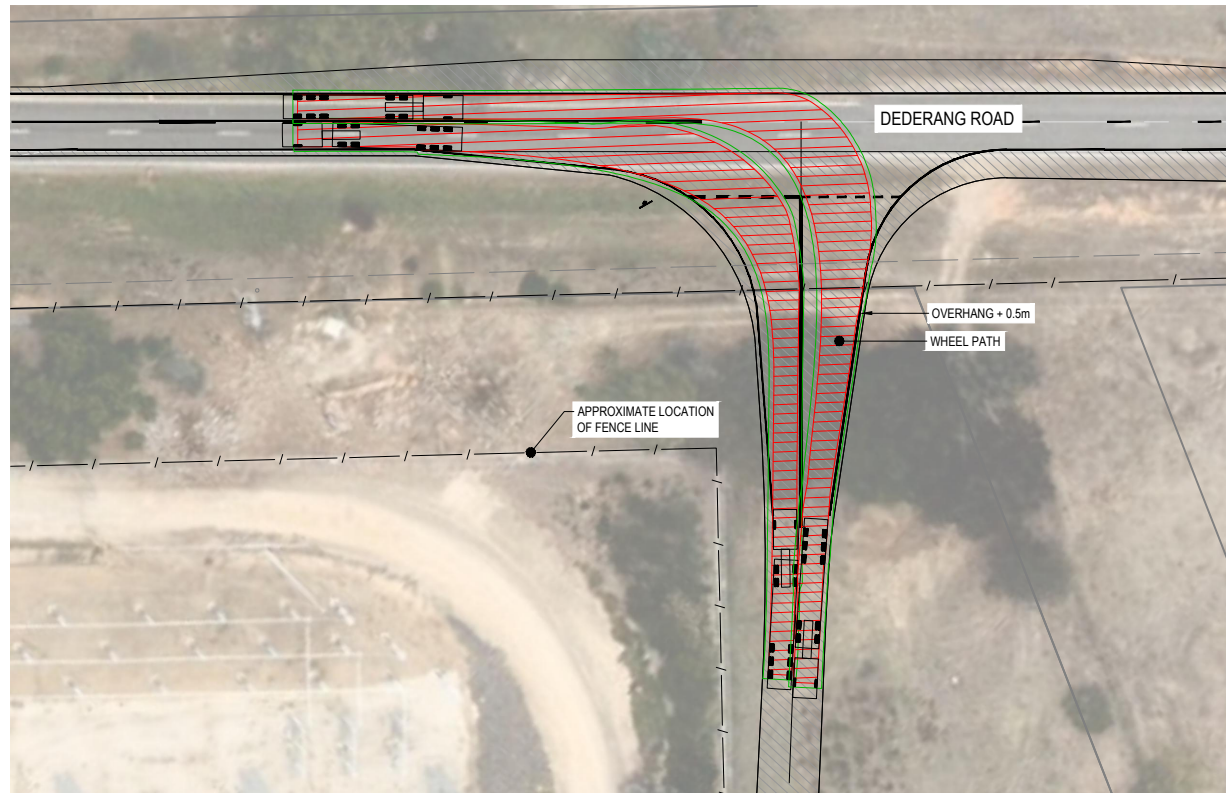 DEDERANG ROAD
OVERHANG + 0.5m
WHEEL PATH
APPROXIMATE LOCATION
OF FENCE LINE